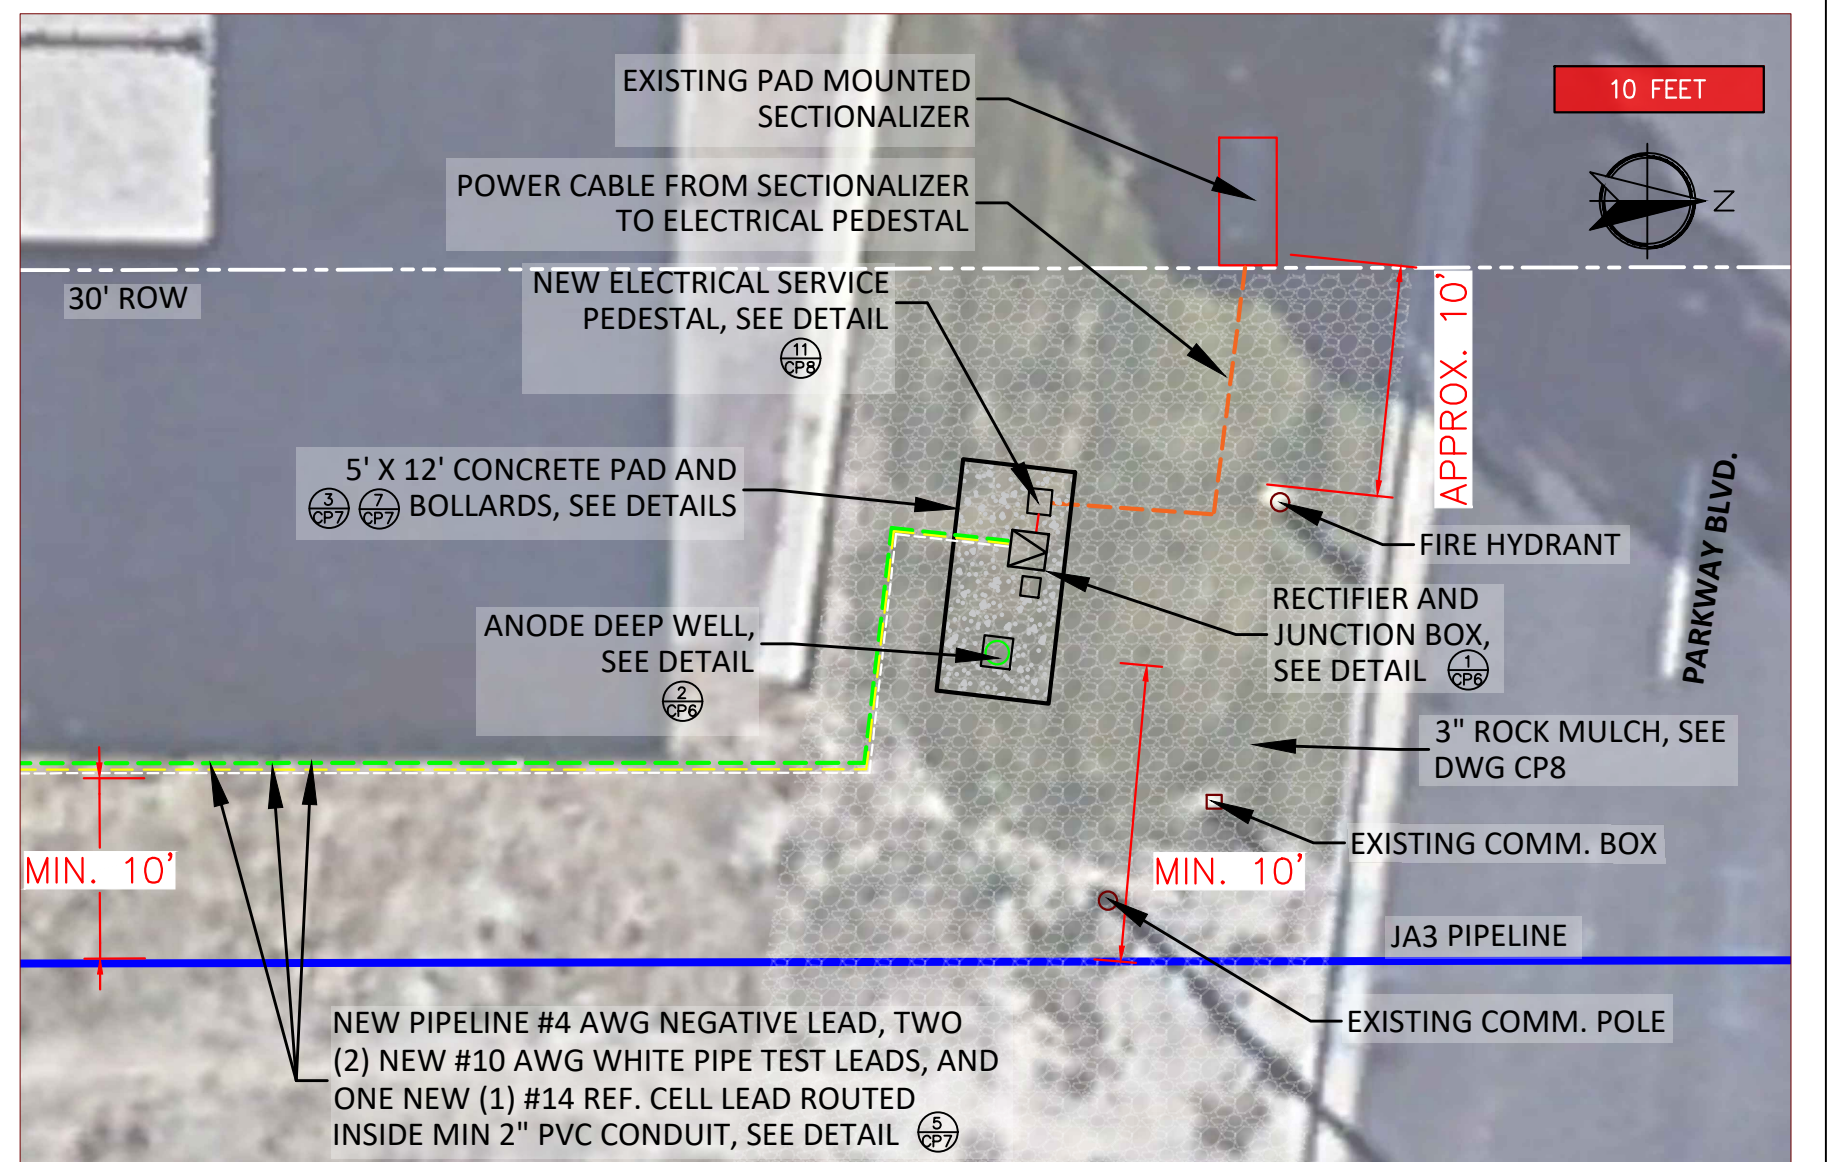 EXISTING PAD MOUNTED
SECTIONALIZER
10 FEET
POWER CABLE FROM SECTIONALIZER
TO ELECTRICAL PEDESTAL
N
30' ROW
NEW ELECTRICAL SERVICE
PEDESTAL, SEE DETAIL
11
CP8
APPROX. 10'
5' X 12' CONCRETE PAD AND
3
CP7
7
CP7
BOLLARDS, SEE DETAILS
PARKWAY BLVD.
FIRE HYDRANT
RECTIFIER AND
JUNCTION BOX,
SEE DETAIL
1
CP6
ANODE DEEP WELL,
SEE DETAIL
2
CP6
3" ROCK MULCH, SEE
DWG CP8
EXISTING COMM. BOX
MIN. 10'
MIN. 10'
JA3 PIPELINE
EXISTING COMM. POLE
NEW PIPELINE #4 AWG NEGATIVE LEAD, TWO
(2) NEW #10 AWG WHITE PIPE TEST LEADS, AND
ONE NEW (1) #14 REF. CELL LEAD ROUTED
INSIDE MIN 2" PVC CONDUIT, SEE DETAIL
5
CP7